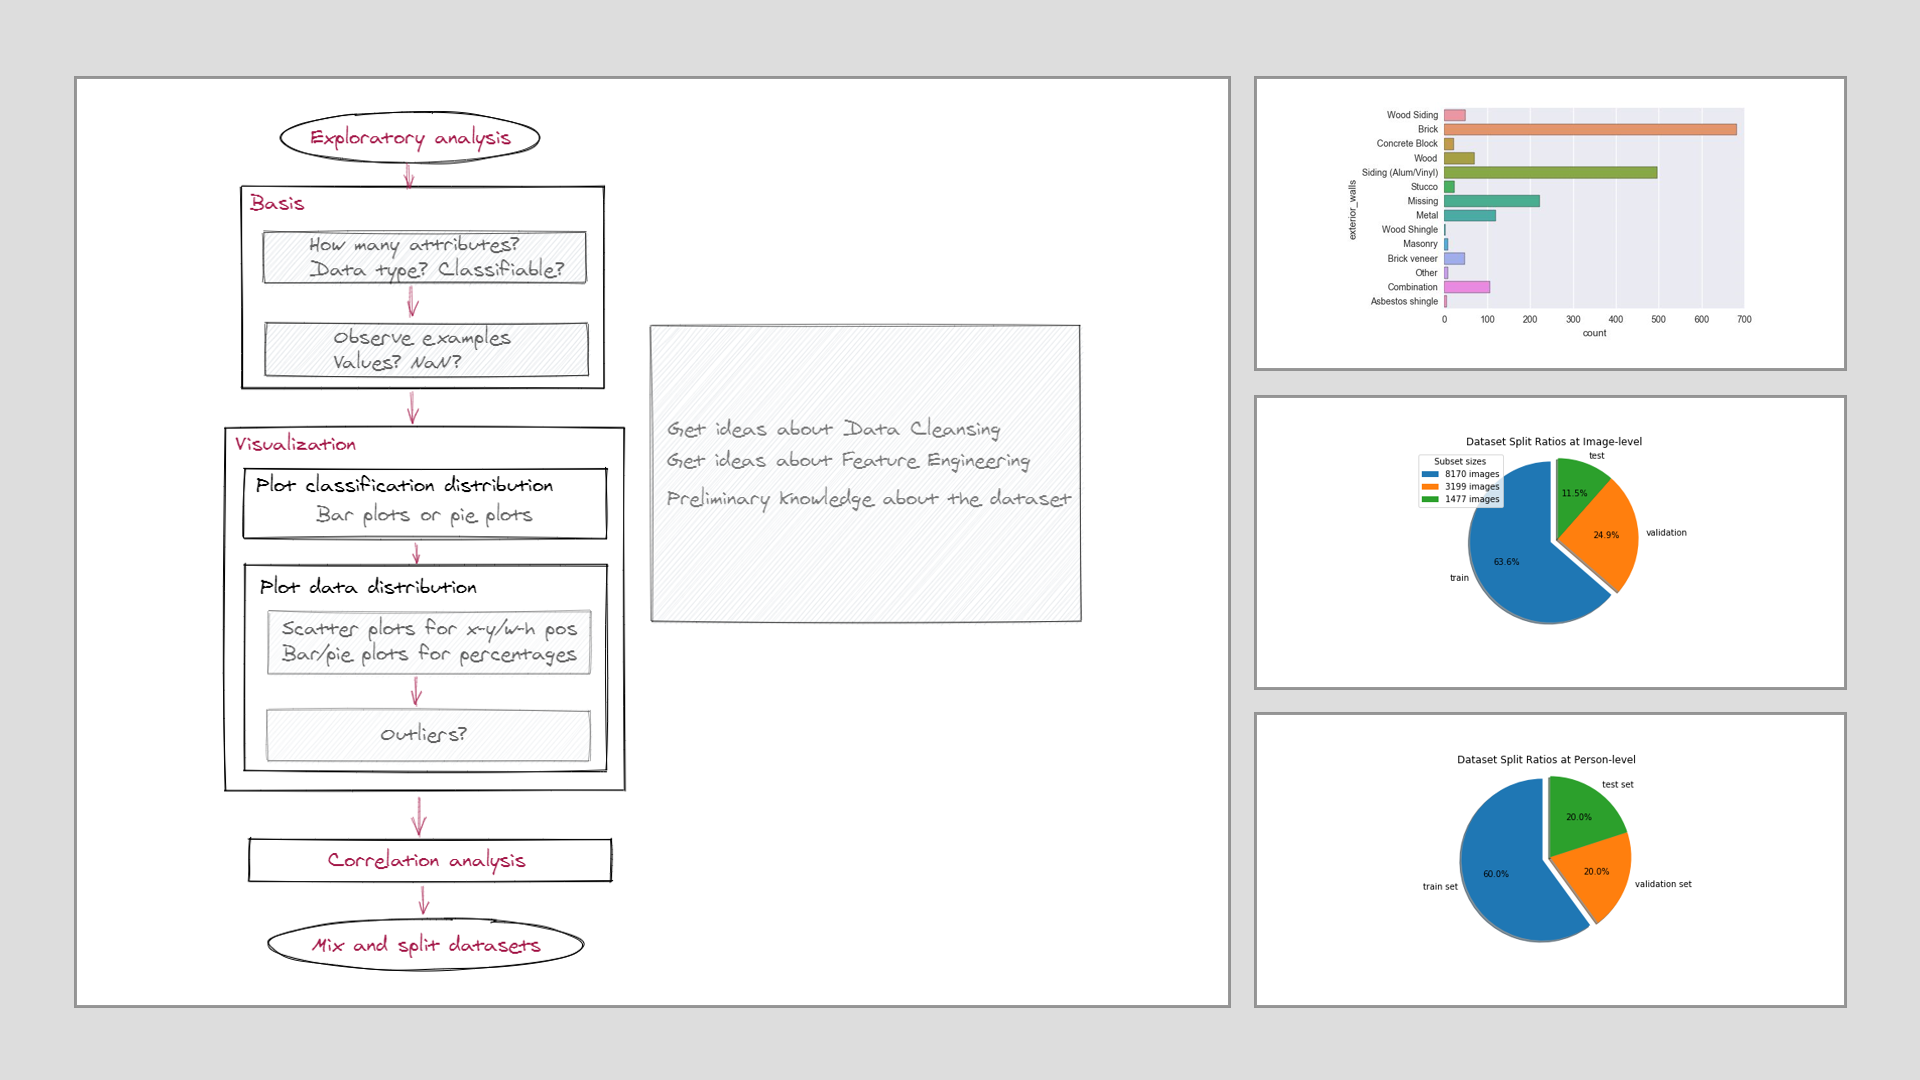 Exploratory analysis
Basis
How many attributes?
Data type? Classifiable?
Observe examples
Values? NaN?
Visualization
Plot classification distribution
Bar plots or pie plots
Plot data distribution
Scatter plots for x-y/w-h pos
Bar/pie plots for percentages
Outliers?
Correlation analysis
Mix and split datasets
Get ideas about Data Cleansing
Get ideas about Feature Engineering
Preliminary knowledge about the dataset
exterior_walls
Wood Siding
Brick
Concrete Block
Wood
Siding (Alum/Vinyl)
Stucco
Missing
Metal
Wood Shingle
Masonry
Brick veneer
Other
Combination
Asbestos shingle
0 100 200 300 400 500 600 700
count
Dataset Split Ratios at Image-level
Subset sizes
8170 images
3199 images
1477 images
test
11.5%
24.9%
validation
63.6%
train
Dataset Split Ratios at Person-level
test set
20.0%
60.0%
20.0%
train set
validation set